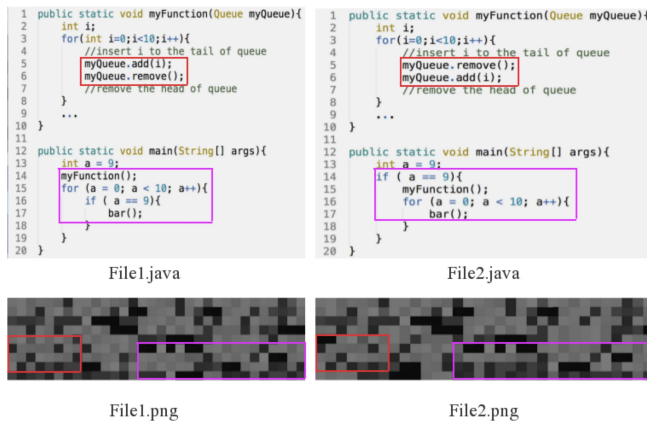 1 public static void myFunction(Queue myQueue){
2 int i;
3 for(int i=0;i<10;i++){
4 //insert i to the tail of queue
5 myQueue.add(i);
6 myQueue.remove();
7 //remove the head of queue
8 }
9 ...
10 }
11
12 public static void main(String[] args){
13 int a = 9;
14 myFunction();
15 for (a = 0; a < 10; a++){
16 if ( a == 9){
17 bar();
18 }
19 }
20 }
File1.java
1 public static void myFunction(Queue myQueue){
2 int i;
3 for(i=0;i<10;i++){
4 //insert i to the tail of queue
5 myQueue.remove();
6 myQueue.add(i);
7 //remove the head of queue
8 }
9 ...
10 }
11
12 public static void main(String[] args){
13 int a = 9;
14 if ( a == 9){
15 myFunction();
16 for (a = 0; a < 10; a++){
17 bar();
18 }
19 }
20 }
File2.java
File1.png
File2.png